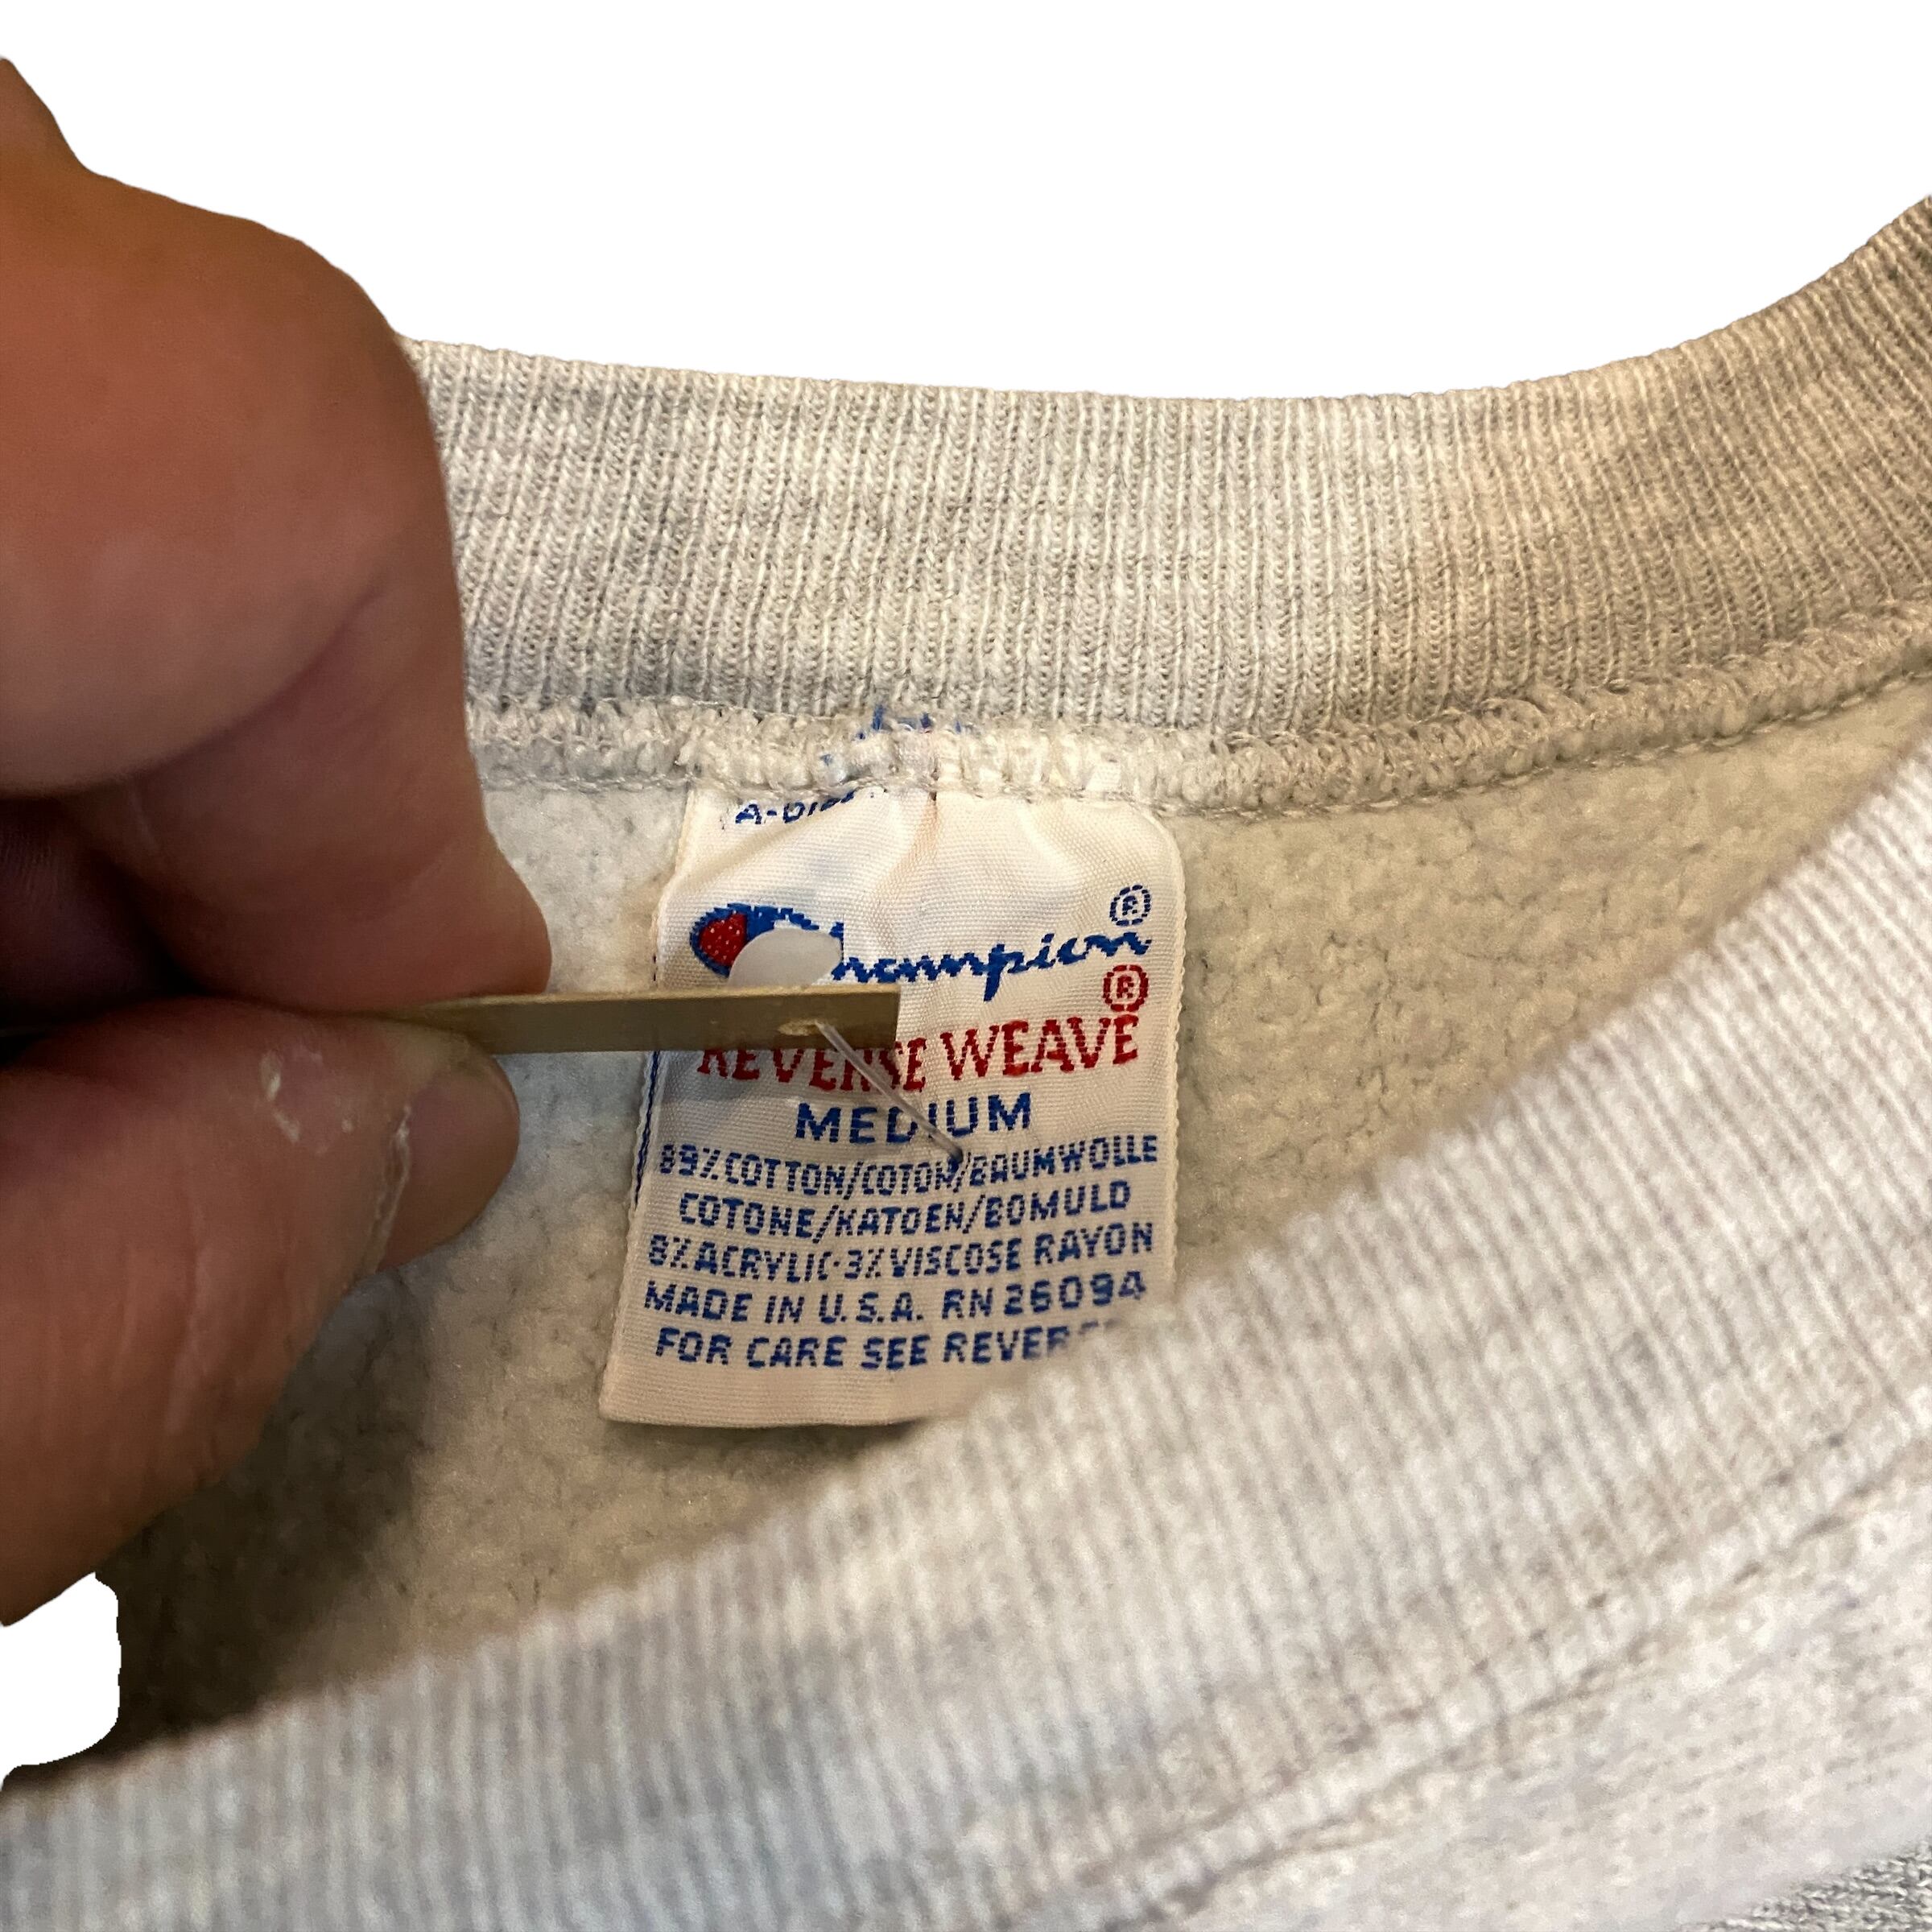 Champion®
REVERSE WEAVE®
MEDIUM
89% COTTON/COTON/BAUMWOLLE
COTONE/KATOEN/BOMULD
8% ACRYLIC·3% VISCOSE RAYON
MADE IN U.S.A. RN 26094
FOR CARE SEE